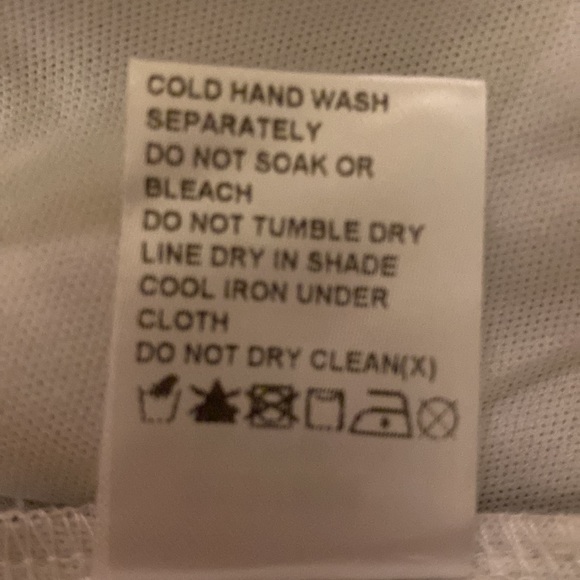 COLD HAND WASH
SEPARATELY
DO NOT SOAK OR
BLEACH
DO NOT TUMBLE DRY
LINE DRY IN SHADE
COOL IRON UNDER
CLOTH
DO NOT DRY CLEAN(X)